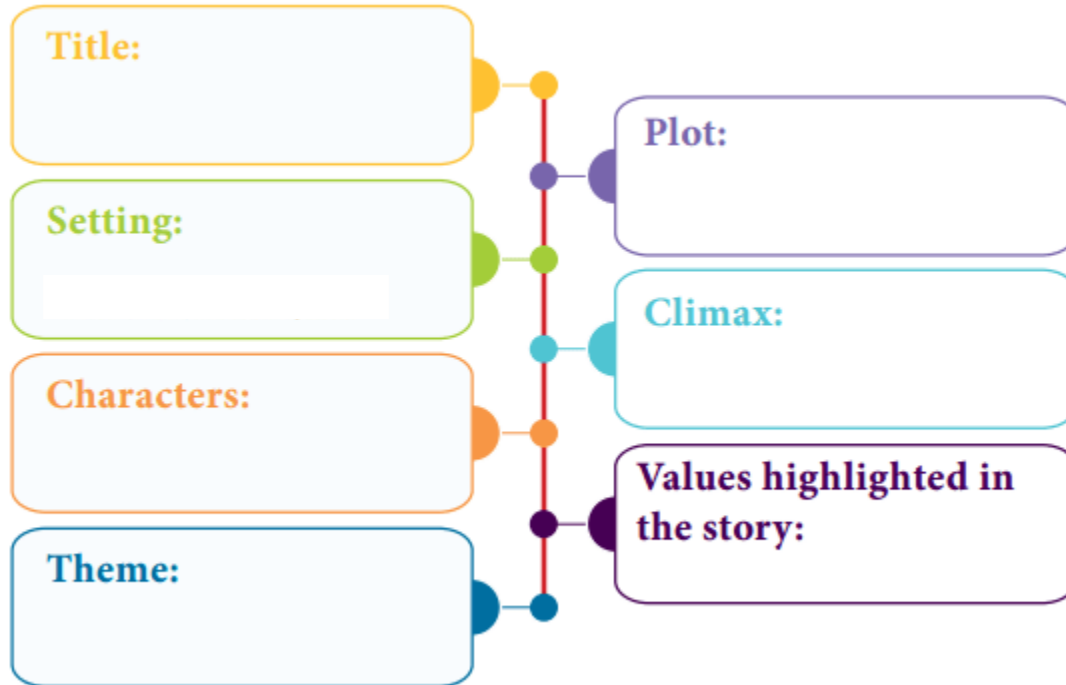 Title:
Setting:
Characters:
Theme:
Plot:
Climax:
Values highlighted in
the story: